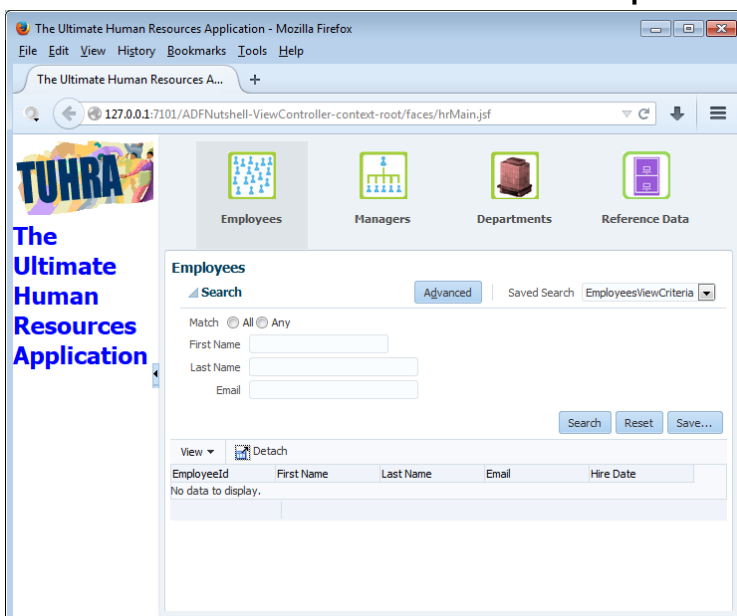 The Ultimate Human Resources Application - Mozilla Firefox
File Edit View History Bookmarks Tools Help
The Ultimate Human Resources A...
127.0.0.1:7101/ADFNutshell-ViewController-context-root/faces/hrMain.jsf
TUHRA
The
Ultimate
Human
Resources
Application
Employees Managers Departments Reference Data
Employees
Search Advanced Saved Search EmployeesViewCriteria
Match All Any
First Name
Last Name
Email
Search Reset Save...
View Detach
EmployeeId First Name Last Name Email Hire Date
No data to display.